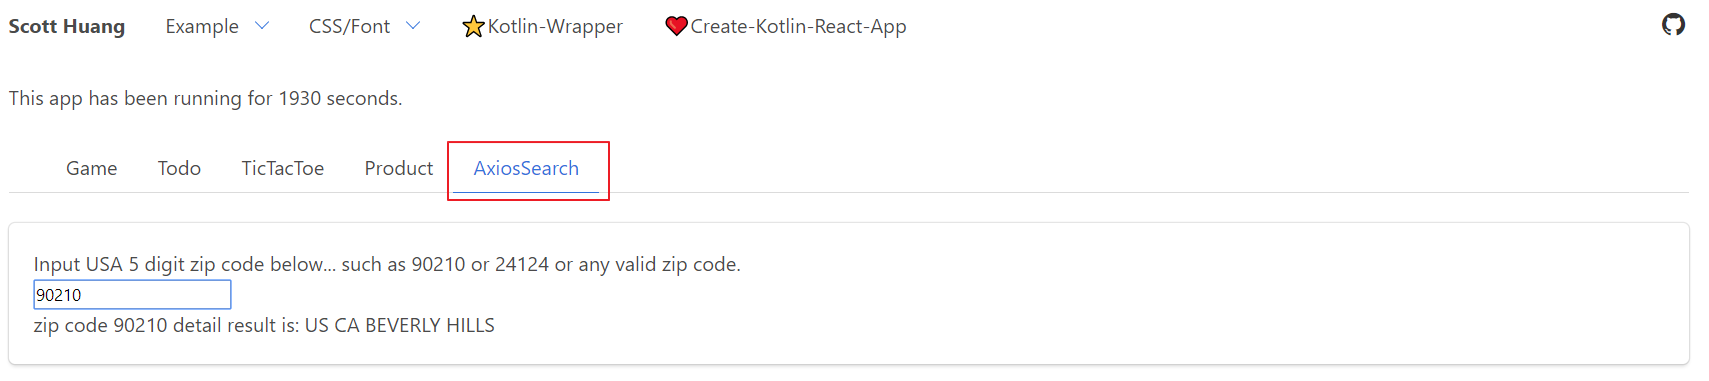 Scott Huang Example CSS/Font Kotlin-Wrapper Create-Kotlin-React-App
This app has been running for 1930 seconds.
Game Todo TicTacToe Product AxiosSearch
Input USA 5 digit zip code below... such as 90210 or 24124 or any valid zip code.
90210
zip code 90210 detail result is: US CA BEVERLY HILLS